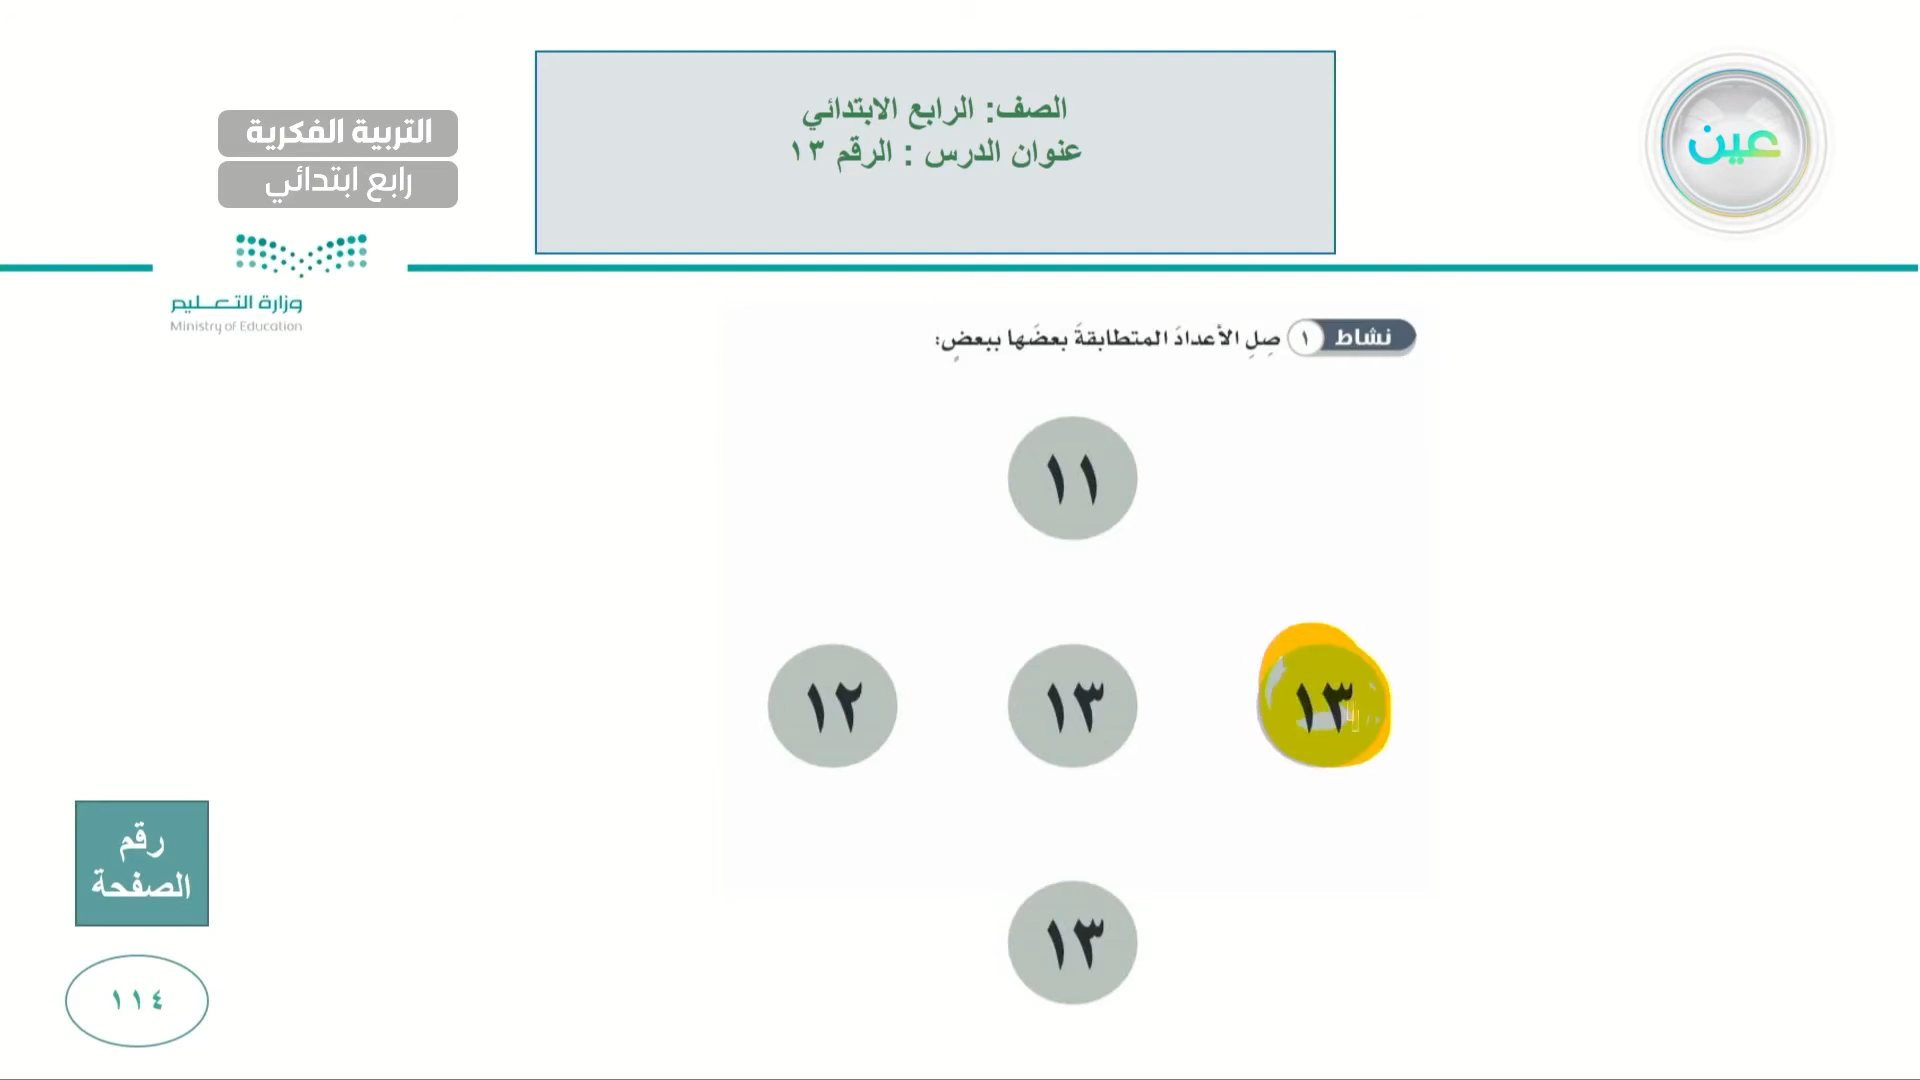 الصف: الرابع الابتدائي
عنوان الدرس : الرقم ١٣
عين
التربية الفكرية
رابع ابتدائي
وزارة التعليم
Ministry of Education
نشاط ١ صِلِ الأعدادَ المتطابقةَ بعضَها ببعضٍ:
١١
١٣
١٣
١٢
١٣
رقم
الصفحة
١١٤